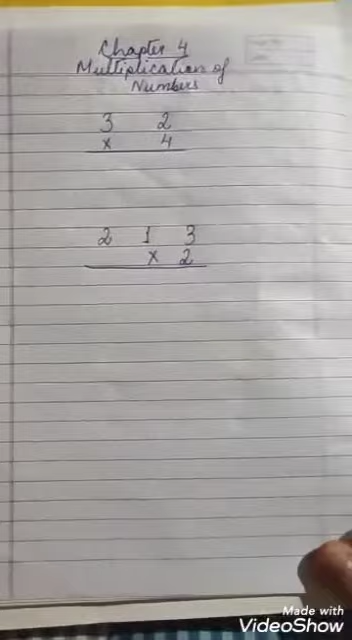 Chapter 4
Multiplication of
Numbers
3 2
x 4
2 1 3
x 2
Made with
VideoShow